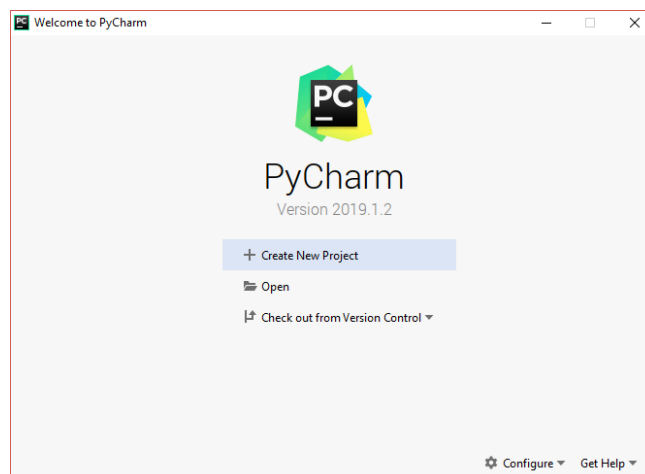 Welcome to PyCharm
PC
PyCharm
Version 2019.1.2
Create New Project
Open
Check out from Version Control
Configure Get Help